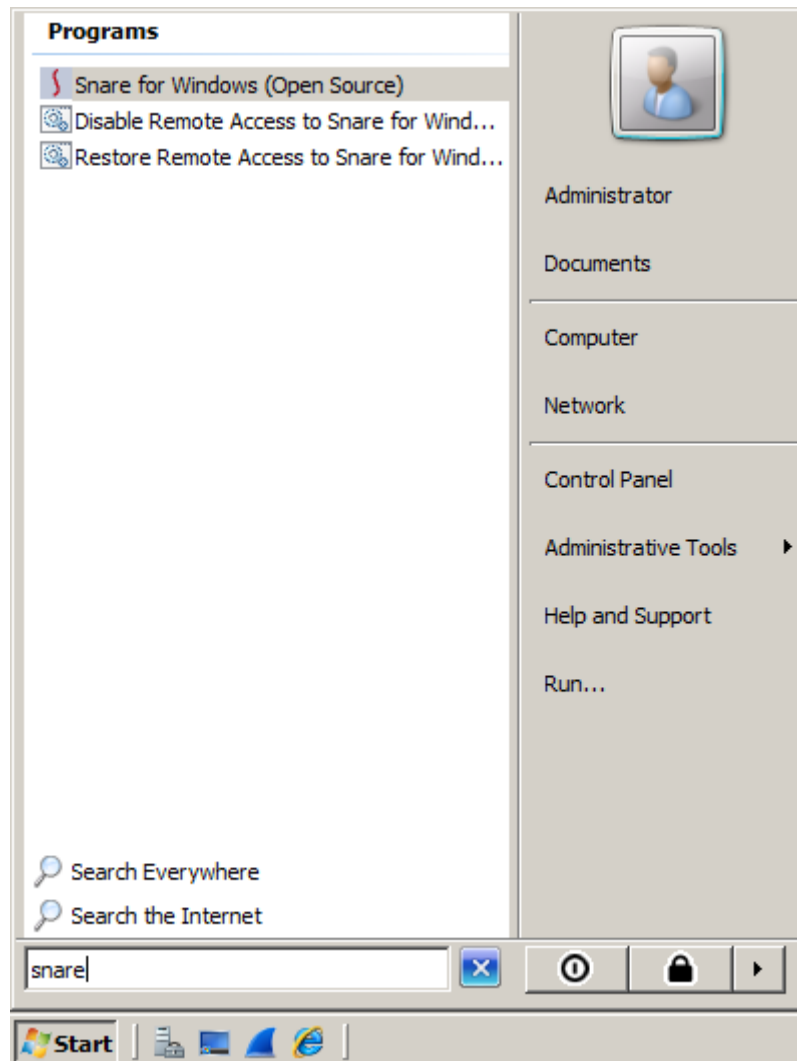 Programs
Snare for Windows (Open Source)
Disable Remote Access to Snare for Wind...
Restore Remote Access to Snare for Wind...
Search Everywhere
Search the Internet
snare
Administrator
Documents
Computer
Network
Control Panel
Administrative Tools
Help and Support
Run...
Start